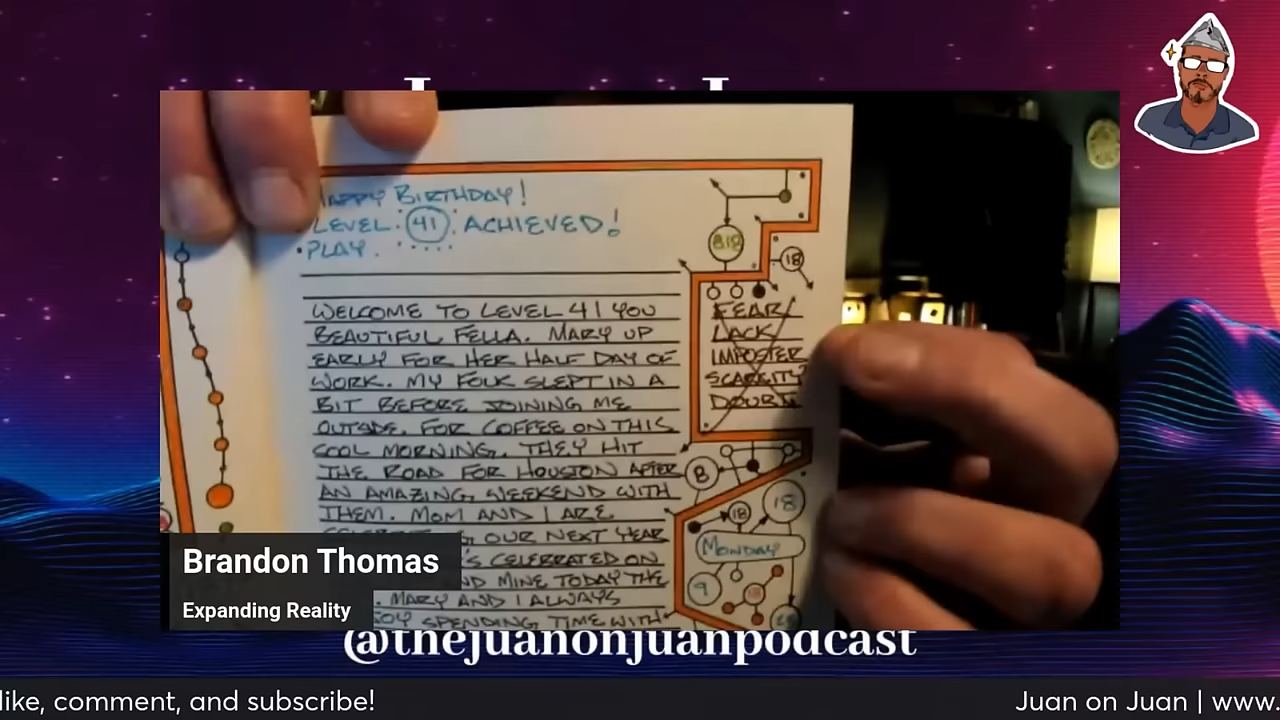 HAPPY BIRTHDAY!
LEVEL 41 ACHIEVED!
PLAY.
WELCOME TO LEVEL 41 YOU
BEAUTIFUL FELLA. MARY UP
EARLY FOR HER HALF DAY OF
WORK. MY FOLK SLEPT IN A
BIT BEFORE JOINING ME
OUTSIDE. FOR COFFEE ON THIS
COOL MORNING. THEY HIT
THE ROAD FOR HOUSTON AFTER
AN AMAZING WEEKEND WITH
THEM. MOM AND I ARE
OUR NEXT YEAR
CELEBRATED ON
MINE TODAY THE
. MARY AND I ALWAYS
SPENDING TIME WITH
818
18
FEAR
LACK
IMPOSTER
SCARCITY
DOUBT
8
18
18
MONDAY
9
Brandon Thomas
Expanding Reality
@thejuanonjuanpodcast
like, comment, and subscribe!
Juan on Juan | www.